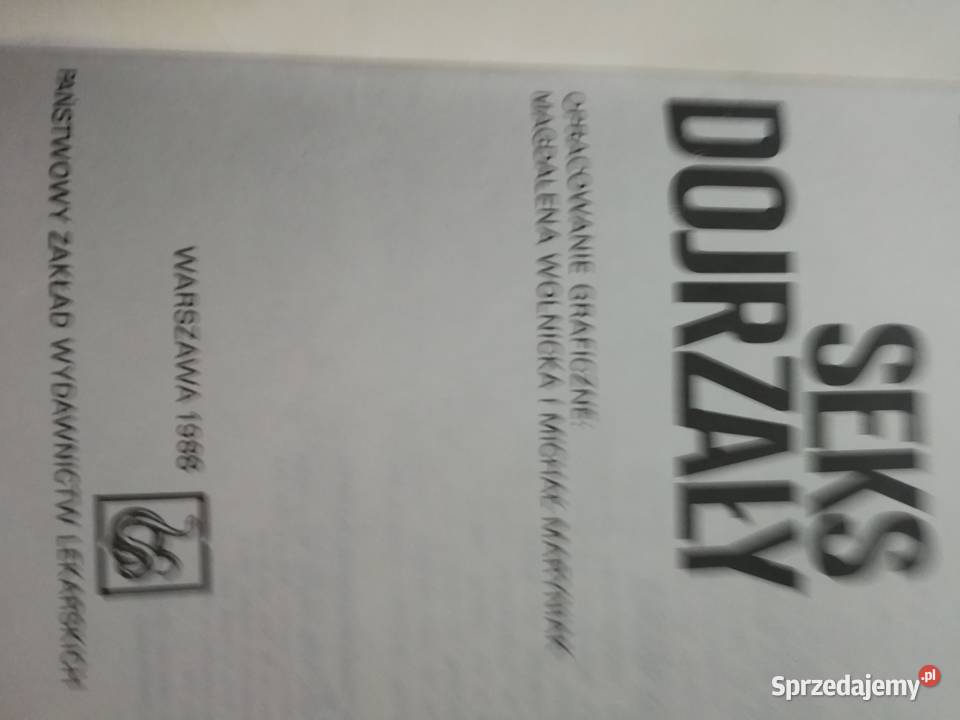 SEKS
DOJRZAŁY
OPRACOWANIE GRAFICZNE:
MAGDALENA WOLNICKA I MICHAŁ MARYNIAK
WARSZAWA 1988
PAŃSTWOWY ZAKŁAD WYDAWNICTW LEKARSKICH
Sprzedajemy.pl